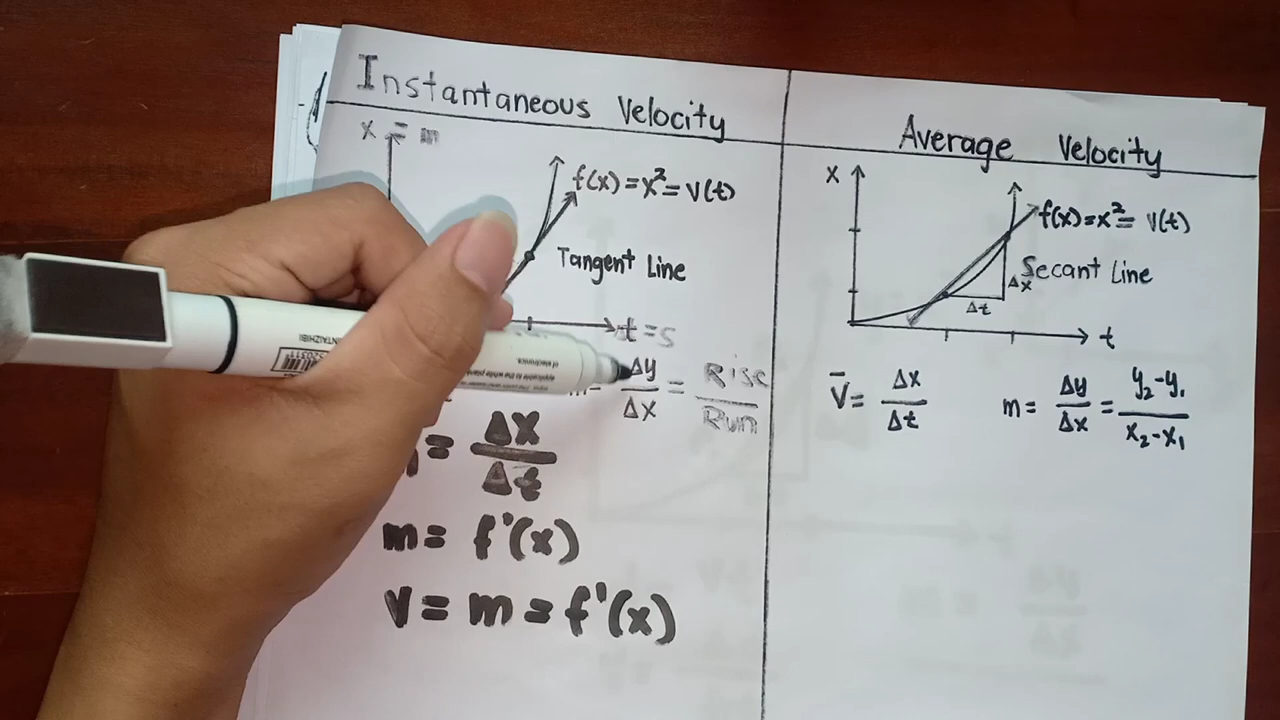 Instantaneous Velocity
x = m
f(x) = x² = v(t)
Tangent Line
t = s
Δy/Δx = Rise/Run
= Δx/Δt
m = f'(x)
v = m = f'(x)
Average Velocity
x
f(x) = x² = v(t)
Secant Line
Δx
Δt
t
v̄ = Δx/Δt
m = Δy/Δx = y₂-y₁/x₂-x₁